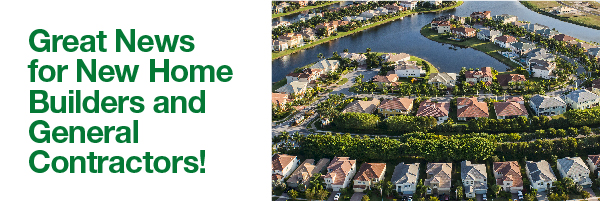 Great News
for New Home
Builders and
General
Contractors!